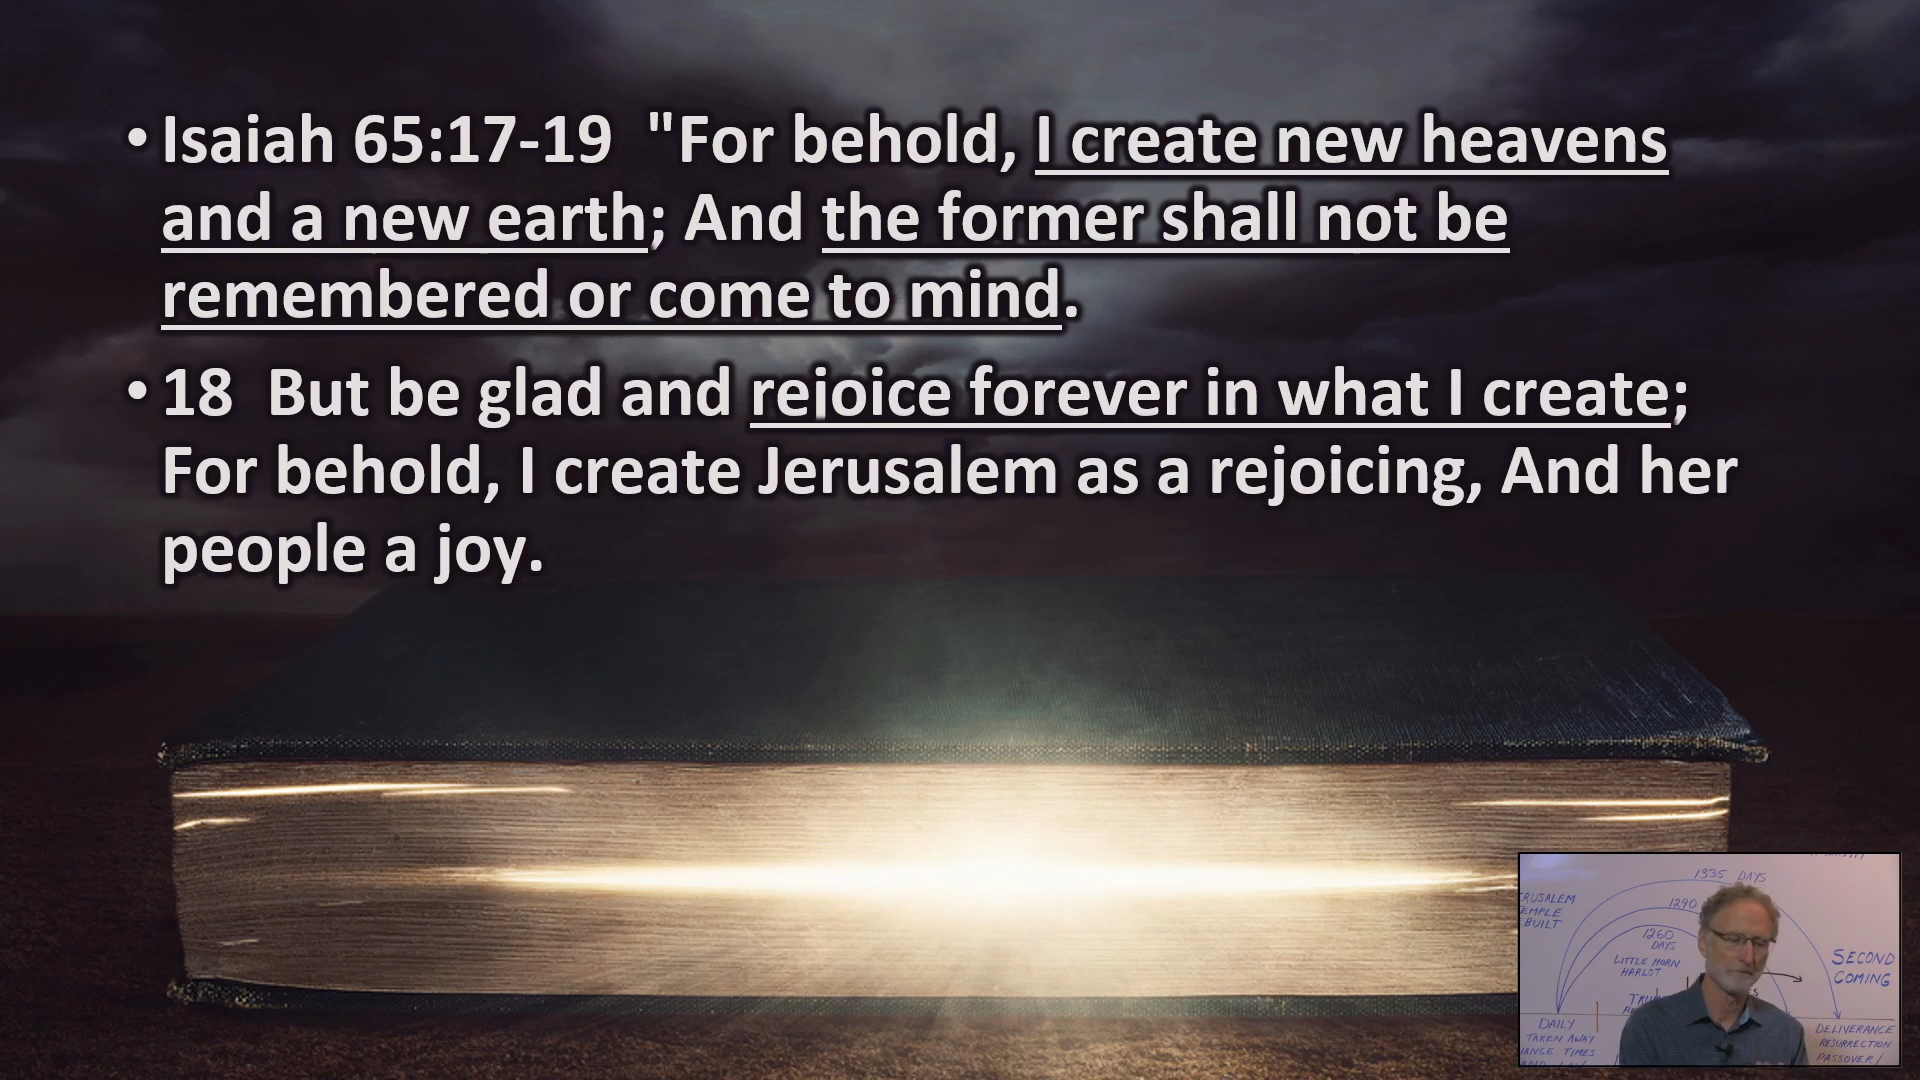 • Isaiah 65:17-19 "For behold, I create new heavens
and a new earth; And the former shall not be
remembered or come to mind.
• 18 But be glad and rejoice forever in what I create;
For behold, I create Jerusalem as a rejoicing, And her
people a joy.
1335 DAYS
1290
1260
DAYS
LITTLE HORN
HARLOT
SECOND
COMING
DAILY
TAKEN AWAY
TIMES
DELIVERANCE
RESURRECTION
PASSOVER/